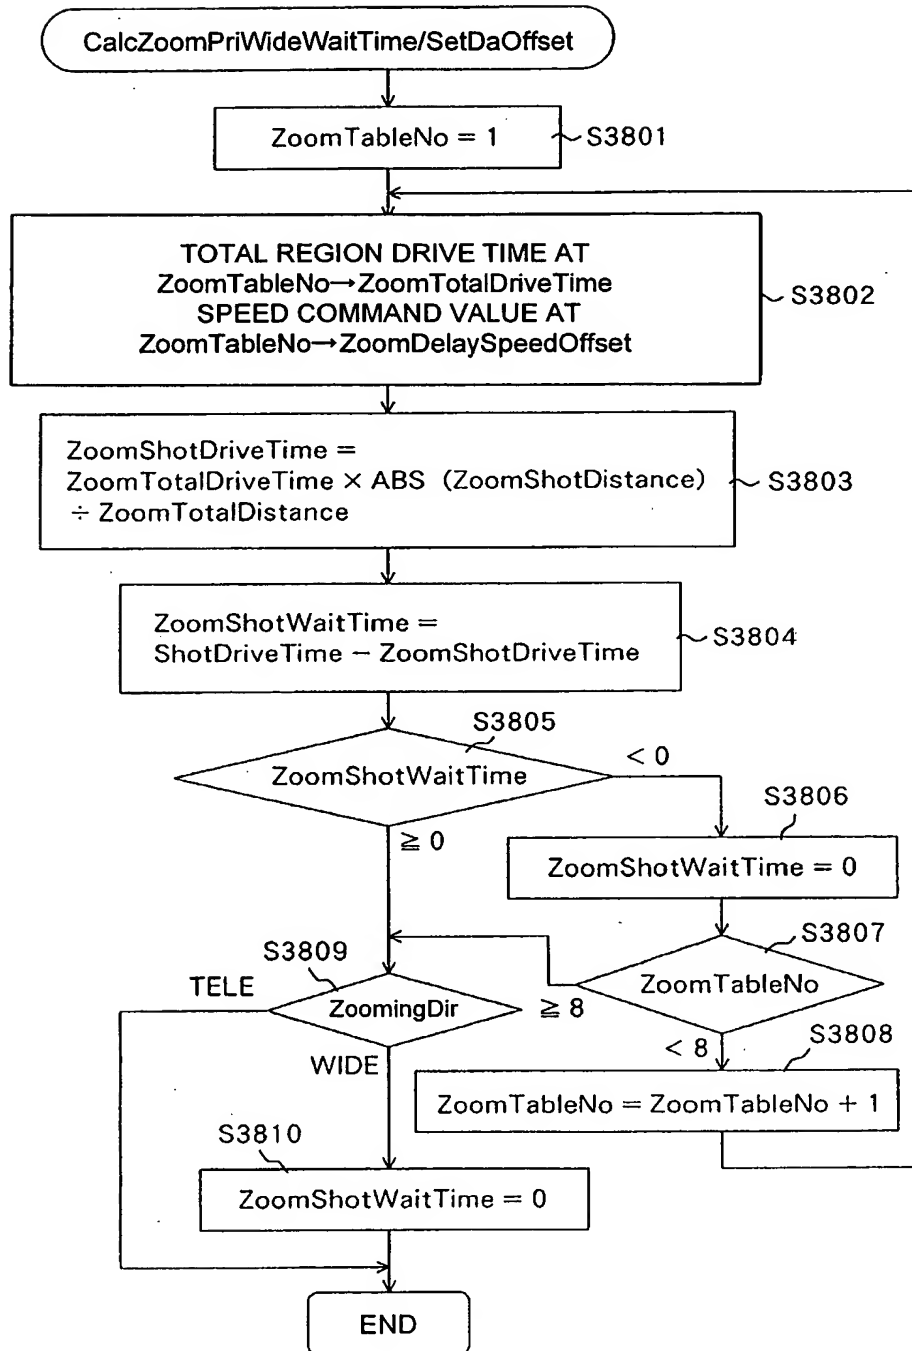 CalcZoomPriWideWaitTime/SetDaOffset
ZoomTableNo = 1
S3801
TOTAL REGION DRIVE TIME AT
ZoomTableNo→ZoomTotalDriveTime
SPEED COMMAND VALUE AT
ZoomTableNo→ZoomDelaySpeedOffset
S3802
ZoomShotDriveTime =
ZoomTotalDriveTime × ABS (ZoomShotDistance)
÷ ZoomTotalDistance
S3803
ZoomShotWaitTime =
ShotDriveTime − ZoomShotDriveTime
S3804
S3805
ZoomShotWaitTime
< 0
≧ 0
S3806
ZoomShotWaitTime = 0
S3807
ZoomTableNo
≧ 8
< 8
S3808
ZoomTableNo = ZoomTableNo + 1
S3809
TELE
ZoomingDir
WIDE
S3810
ZoomShotWaitTime = 0
END